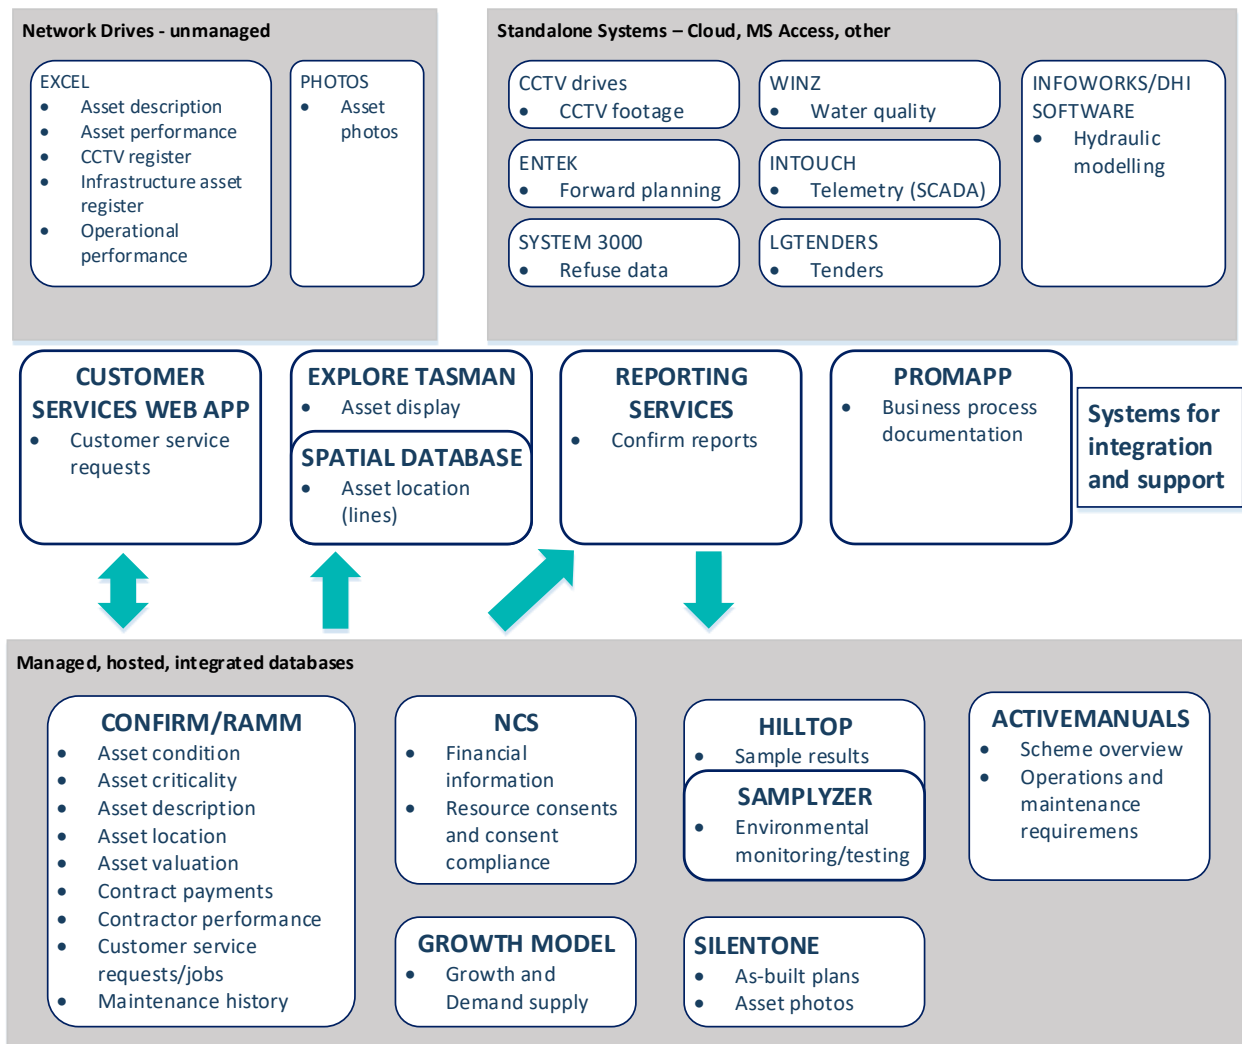 Network Drives - unmanaged
EXCEL
• Asset description
• Asset performance
• CCTV register
• Infrastructure asset
register
• Operational
performance
PHOTOS
• Asset
photos
Standalone Systems – Cloud, MS Access, other
CCTV drives
• CCTV footage
WINZ
• Water quality
INFOWORKS/DHI
SOFTWARE
• Hydraulic
modelling
ENTEK
• Forward planning
INTOUCH
• Telemetry (SCADA)
SYSTEM 3000
• Refuse data
LGTENDERS
• Tenders
CUSTOMER
SERVICES WEB APP
• Customer service
requests
EXPLORE TASMAN
• Asset display
SPATIAL DATABASE
• Asset location
(lines)
REPORTING
SERVICES
• Confirm reports
PROMAPP
• Business process
documentation
Systems for
integration
and support
Managed, hosted, integrated databases
CONFIRM/RAMM
• Asset condition
• Asset criticality
• Asset description
• Asset location
• Asset valuation
• Contract payments
• Contractor performance
• Customer service
requests/jobs
• Maintenance history
NCS
• Financial
information
• Resource consents
and consent
compliance
HILLTOP
• Sample results
SAMPLYZER
• Environmental
monitoring/testing
ACTIVEMANUALS
• Scheme overview
• Operations and
maintenance
requiremens
GROWTH MODEL
• Growth and
Demand supply
SILENTONE
• As-built plans
• Asset photos